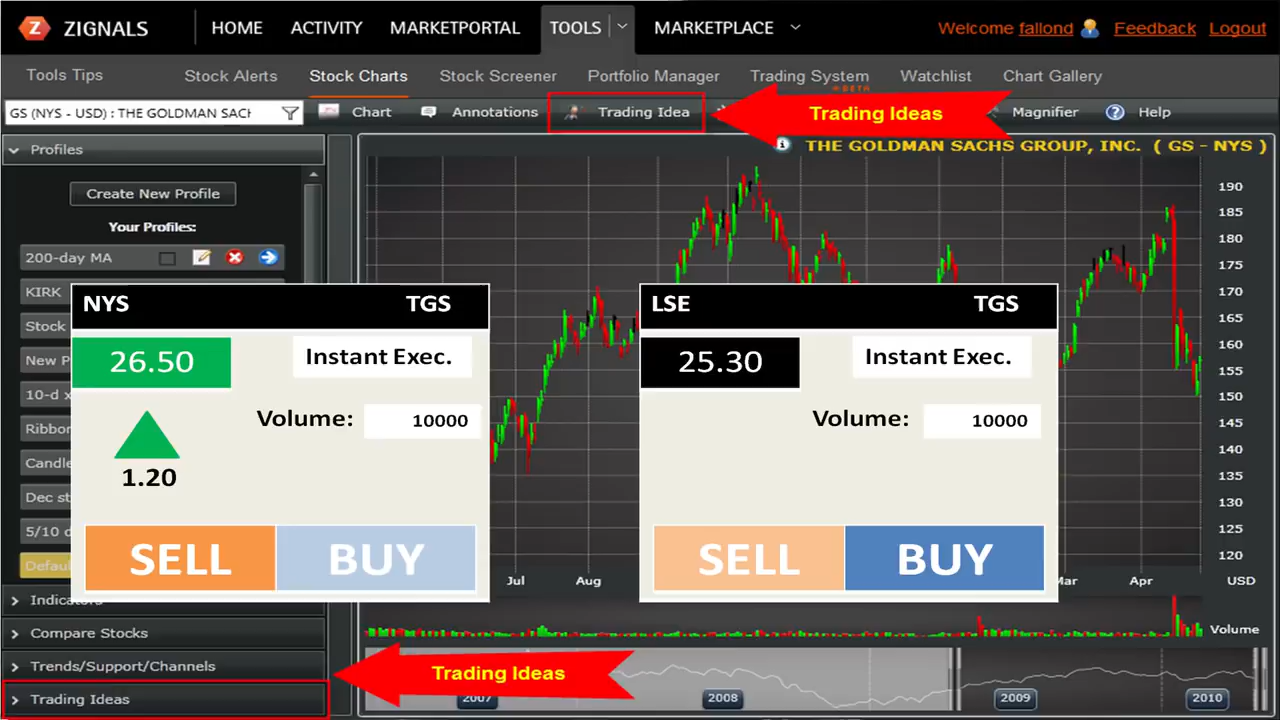 ZIGNALS HOME ACTIVITY MARKETPORTAL TOOLS MARKETPLACE Welcome fallond Feedback Logout
Tools Tips Stock Alerts Stock Charts Stock Screener Portfolio Manager Trading System Watchlist Chart Gallery
BETA
GS (NYS - USD) : THE GOLDMAN SACH Chart Annotations Trading Idea Trading Ideas Magnifier Help
Profiles
THE GOLDMAN SACHS GROUP, INC. ( GS - NYS )
Create New Profile
Your Profiles:
200-day MA
KIRK
Stock
New P
10-d x
Ribbor
Candle
Dec st
5/10 d
Defau
Indicators
Compare Stocks
Trends/Support/Channels
Trading Ideas
Trading Ideas
NYS TGS
26.50 Instant Exec.
Volume: 10000
1.20
SELL BUY
LSE TGS
25.30 Instant Exec.
Volume: 10000
SELL BUY
190
185
180
175
170
165
160
155
150
145
140
135
130
125
120
Jul Aug Mar Apr USD
Volume
2007 2008 2009 2010